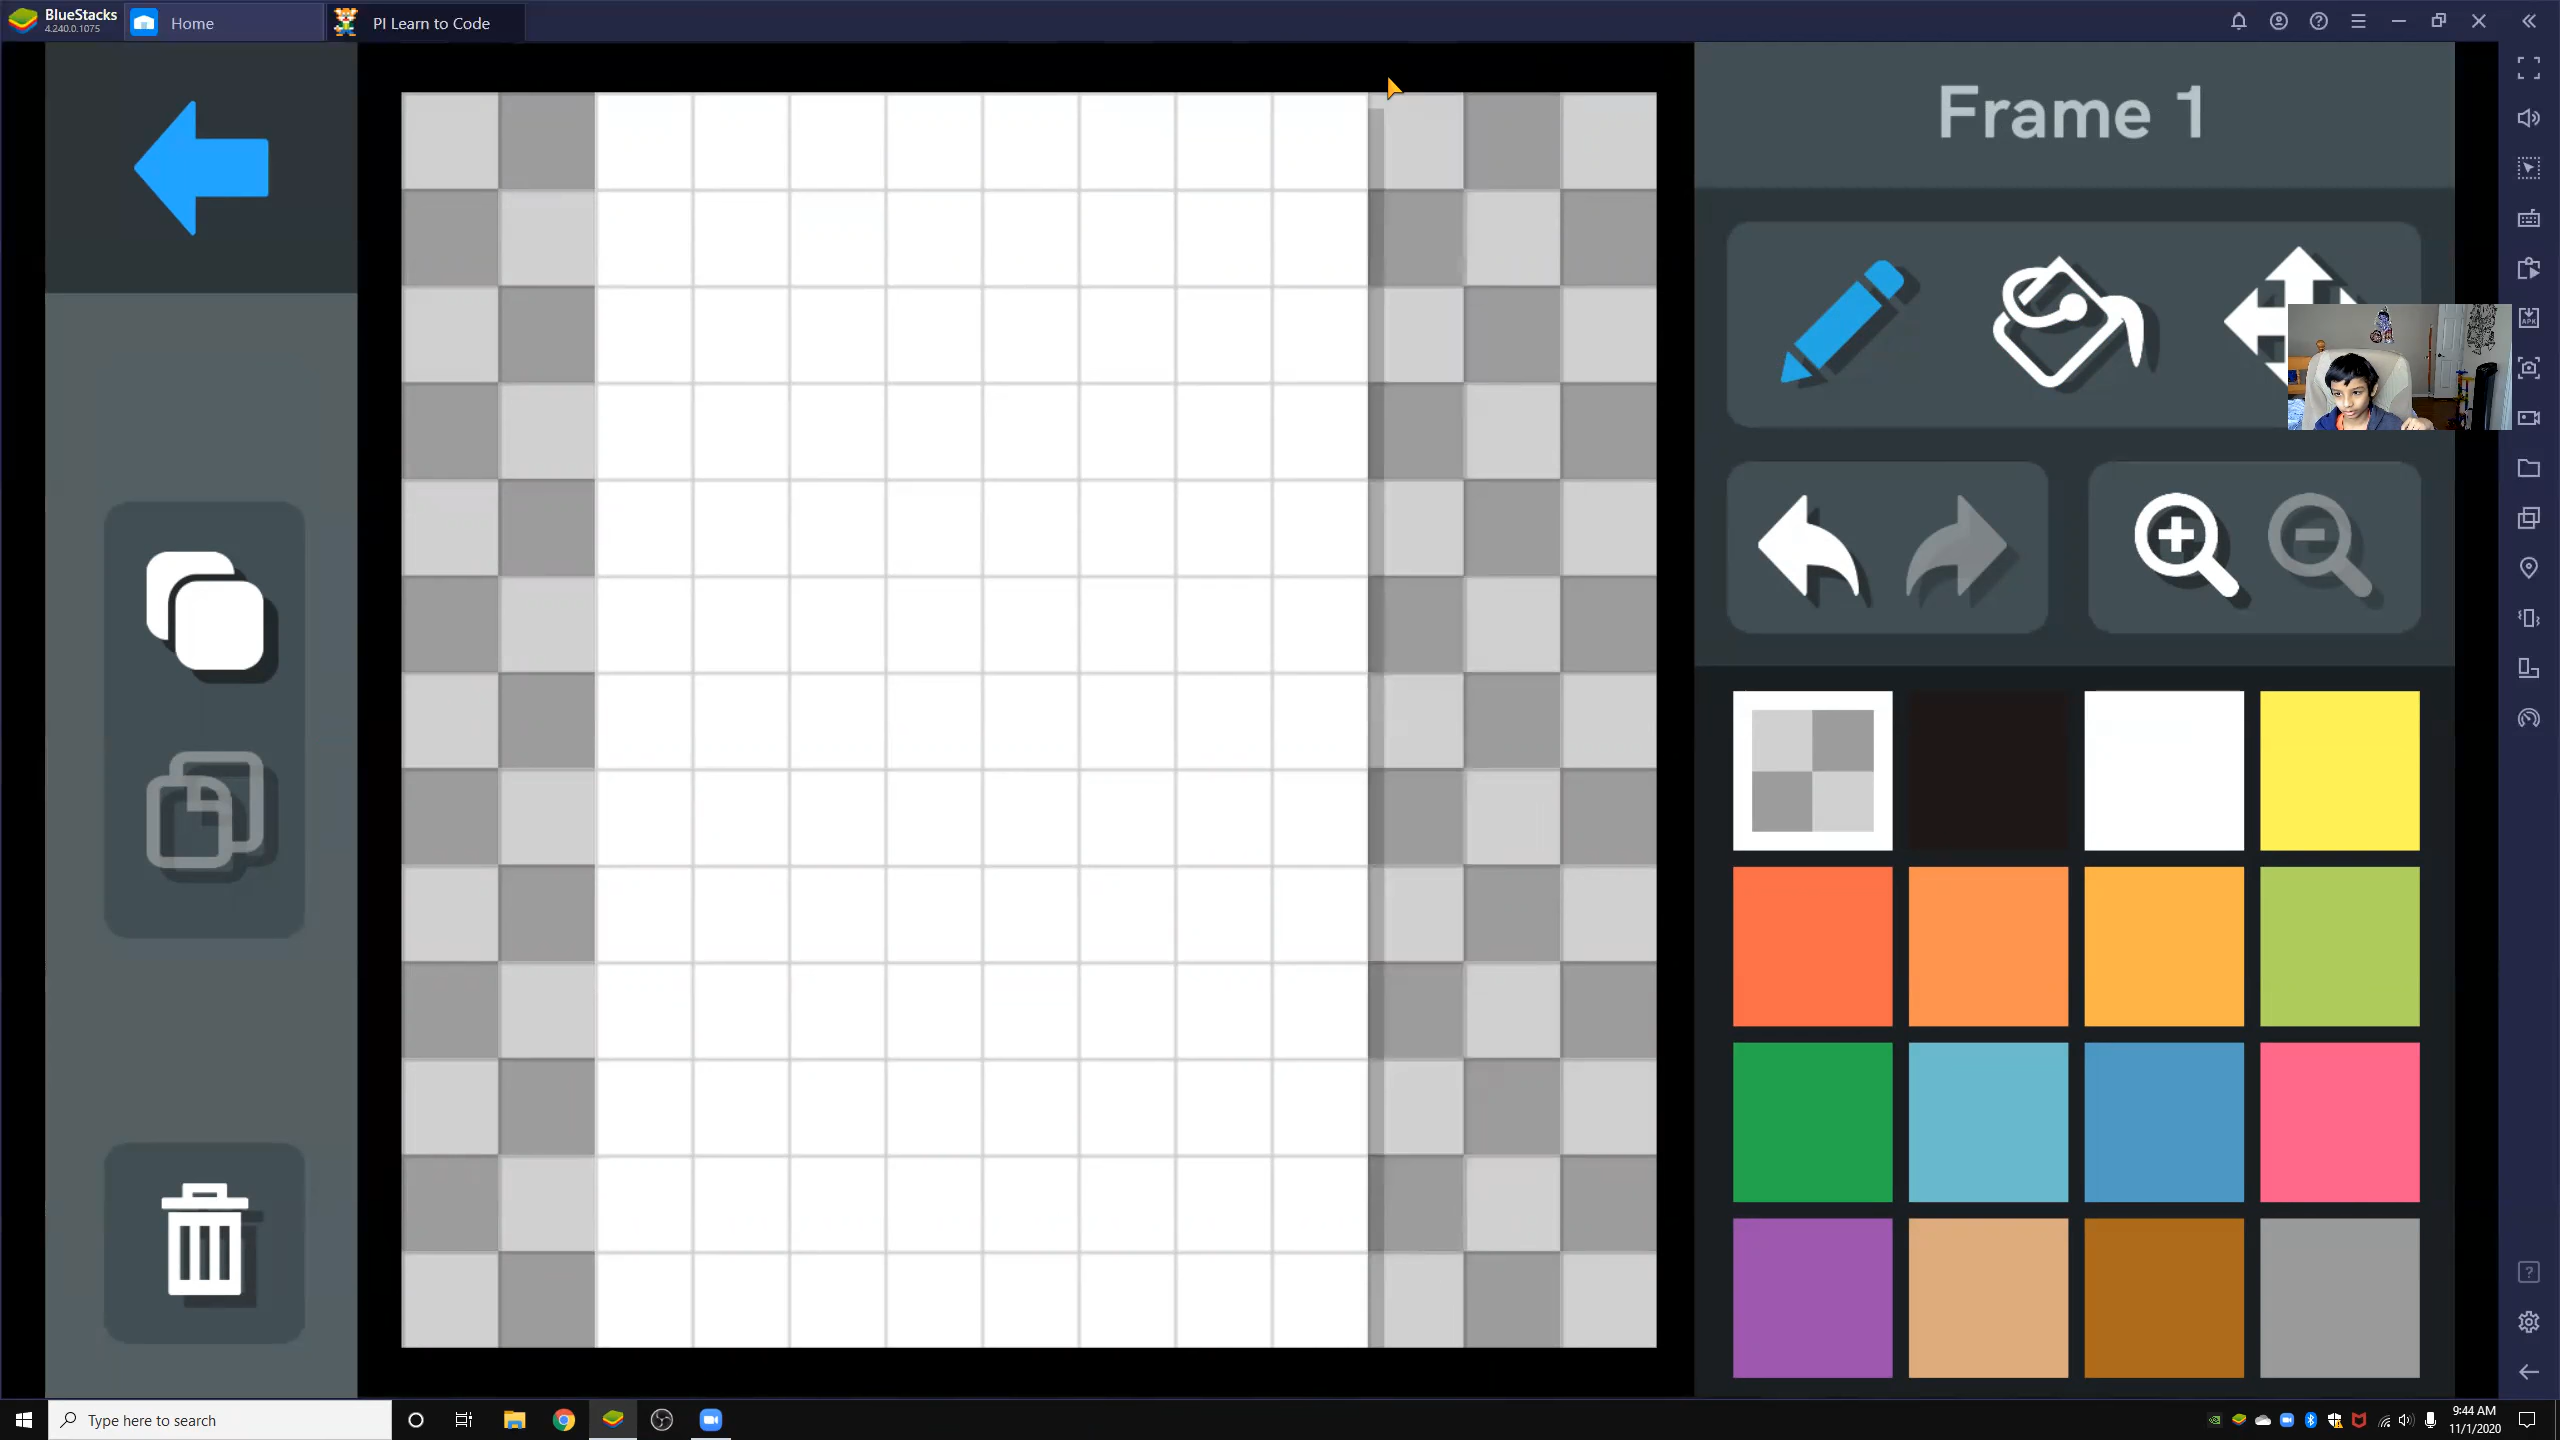 BlueStacks
4.240.0.1075
Home
PI Learn to Code
Frame 1
APK
Type here to search
9:44 AM
11/1/2020